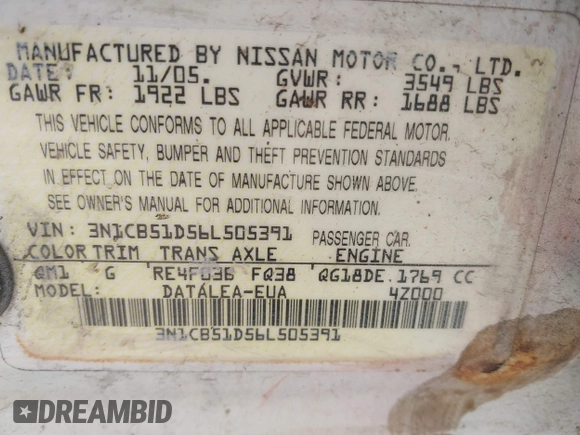 MANUFACTURED BY NISSAN MOTOR CO., LTD.
DATE: 11/05. GVWR: 3549 LBS
GAWR FR: 1922 LBS GAWR RR: 1688 LBS
THIS VEHICLE CONFORMS TO ALL APPLICABLE FEDERAL MOTOR
VEHICLE SAFETY, BUMPER AND THEFT PREVENTION STANDARDS
IN EFFECT ON THE DATE OF MANUFACTURE SHOWN ABOVE.
SEE OWNER'S MANUAL FOR ADDITIONAL INFORMATION.
VIN: 3N1CB51D56L505391 PASSENGER CAR.
COLOR TRIM TRANS AXLE ENGINE
QM1 G RE4F03B FQ38 QG18DE.1769 CC
MODEL: DATALEA-EUA 4Z000
3N1CB51D56L505391
DREAMBID